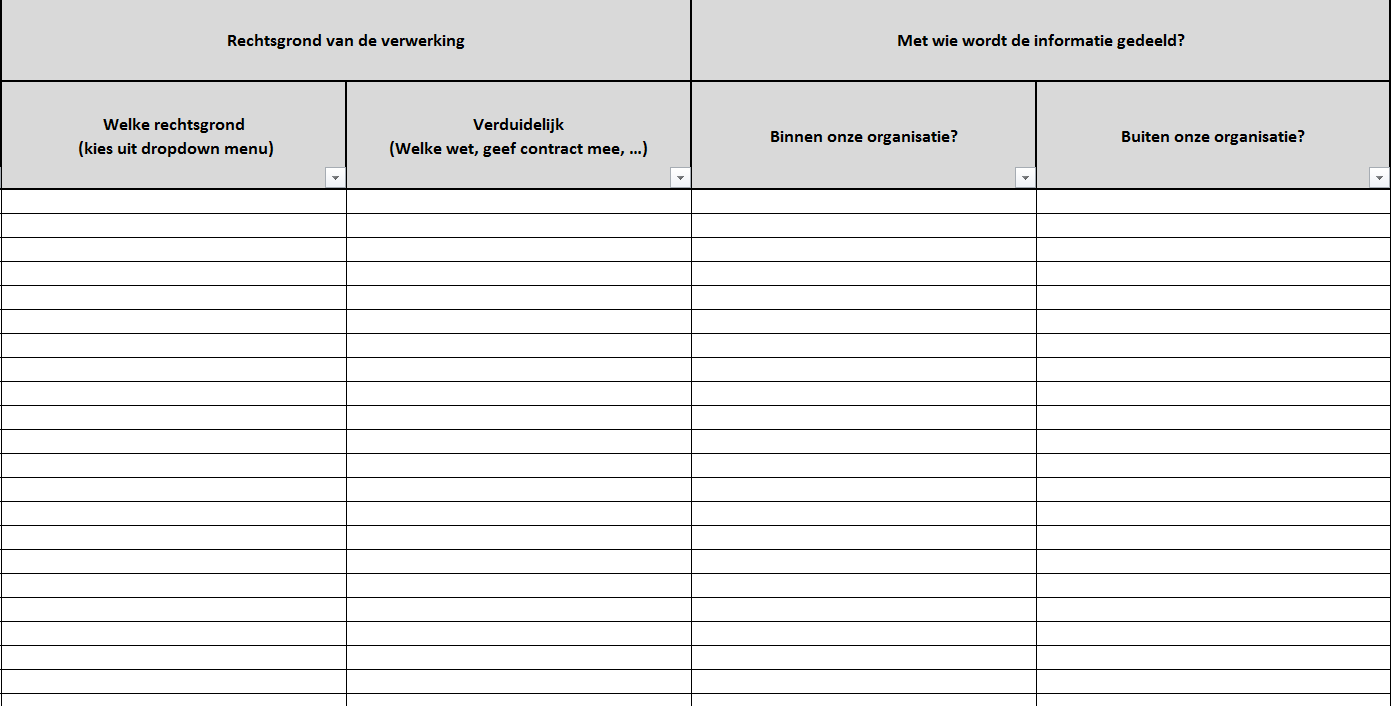 Rechtsgrond van de verwerking
Met wie wordt de informatie gedeeld?
Welke rechtsgrond
(kies uit dropdown menu)
Verduidelijk
(Welke wet, geef contract mee, ...)
Binnen onze organisatie?
Buiten onze organisatie?